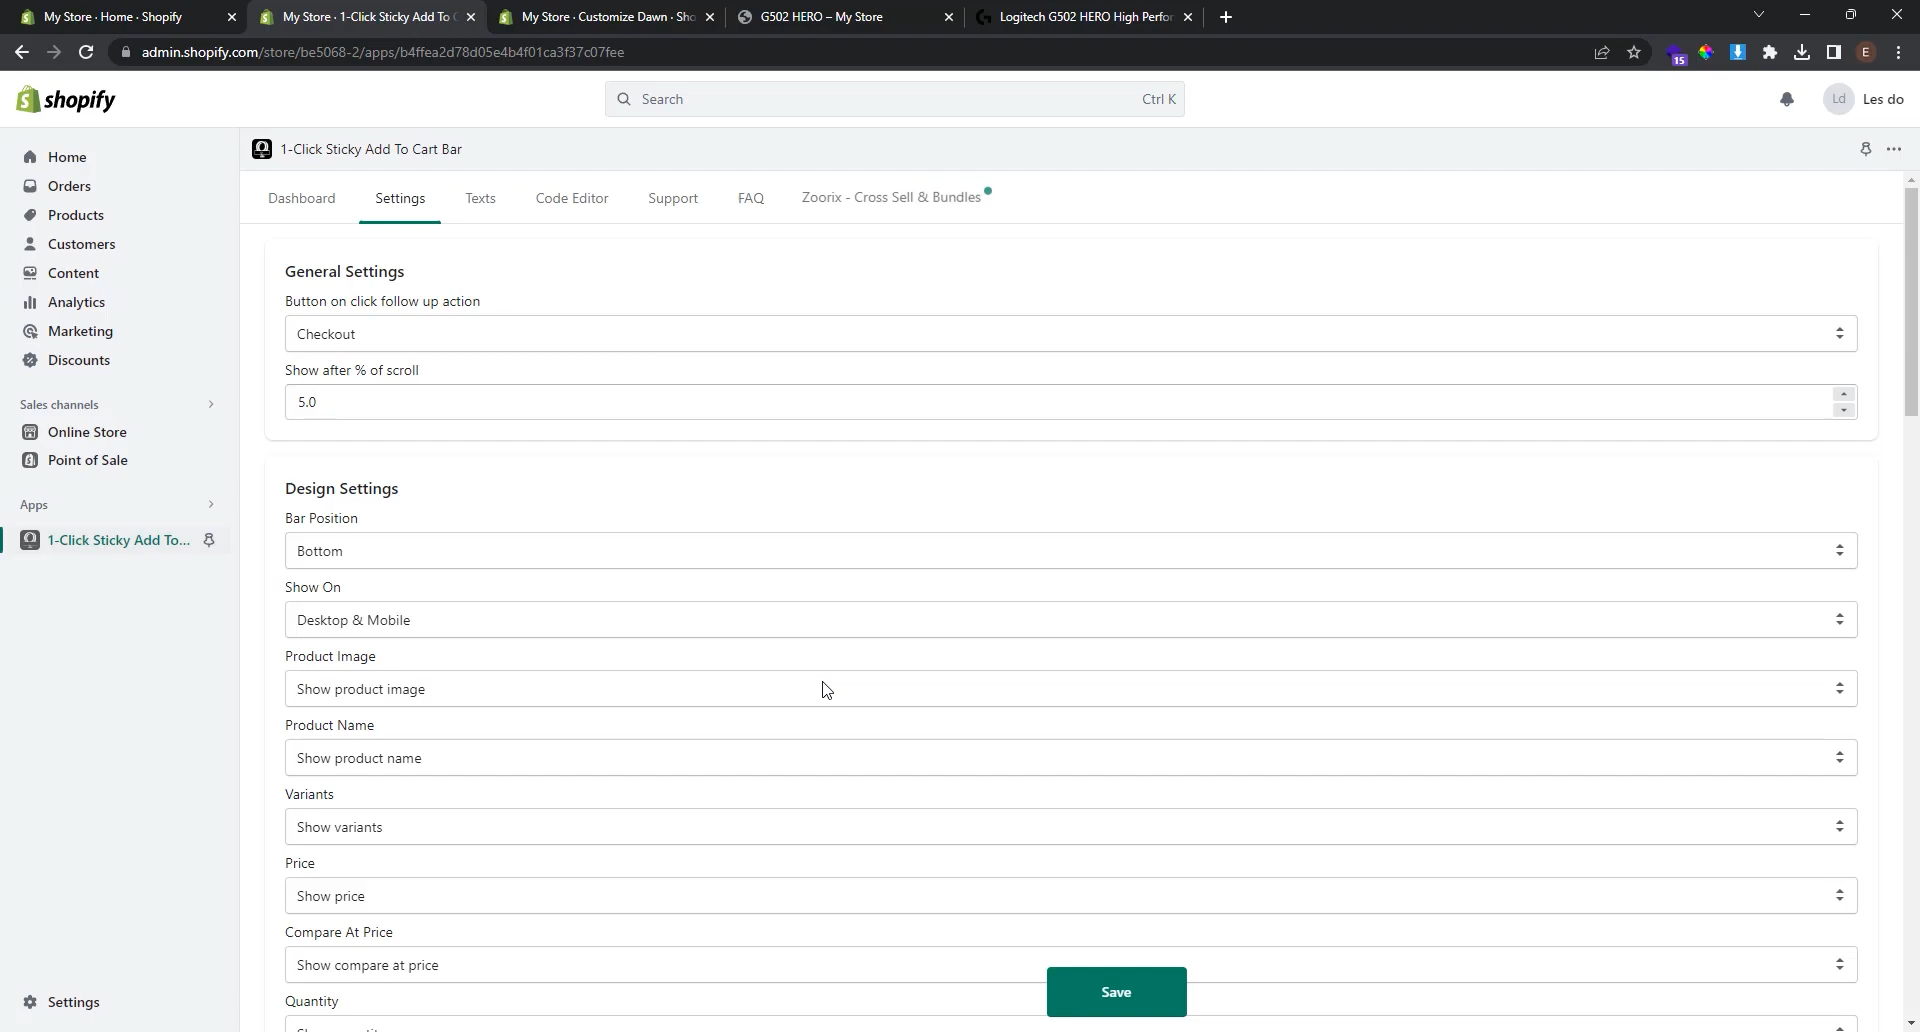 My Store · Home · Shopify
My Store · 1-Click Sticky Add To C
My Store · Customize Dawn · Sho
G502 HERO – My Store
Logitech G502 HERO High Perfor
admin.shopify.com/store/be5068-2/apps/b4ffea2d78d05e4b4f01ca3f37c07fee
15
E
shopify
Search
Ctrl K
Ld
Les do
Home
Orders
Products
Customers
Content
Analytics
Marketing
Discounts
Sales channels
Online Store
Point of Sale
Apps
1-Click Sticky Add To...
Settings
1-Click Sticky Add To Cart Bar
Dashboard
Settings
Texts
Code Editor
Support
FAQ
Zoorix - Cross Sell & Bundles
General Settings
Button on click follow up action
Checkout
Show after % of scroll
5.0
Design Settings
Bar Position
Bottom
Show On
Desktop & Mobile
Product Image
Show product image
Product Name
Show product name
Variants
Show variants
Price
Show price
Compare At Price
Show compare at price
Quantity
Save